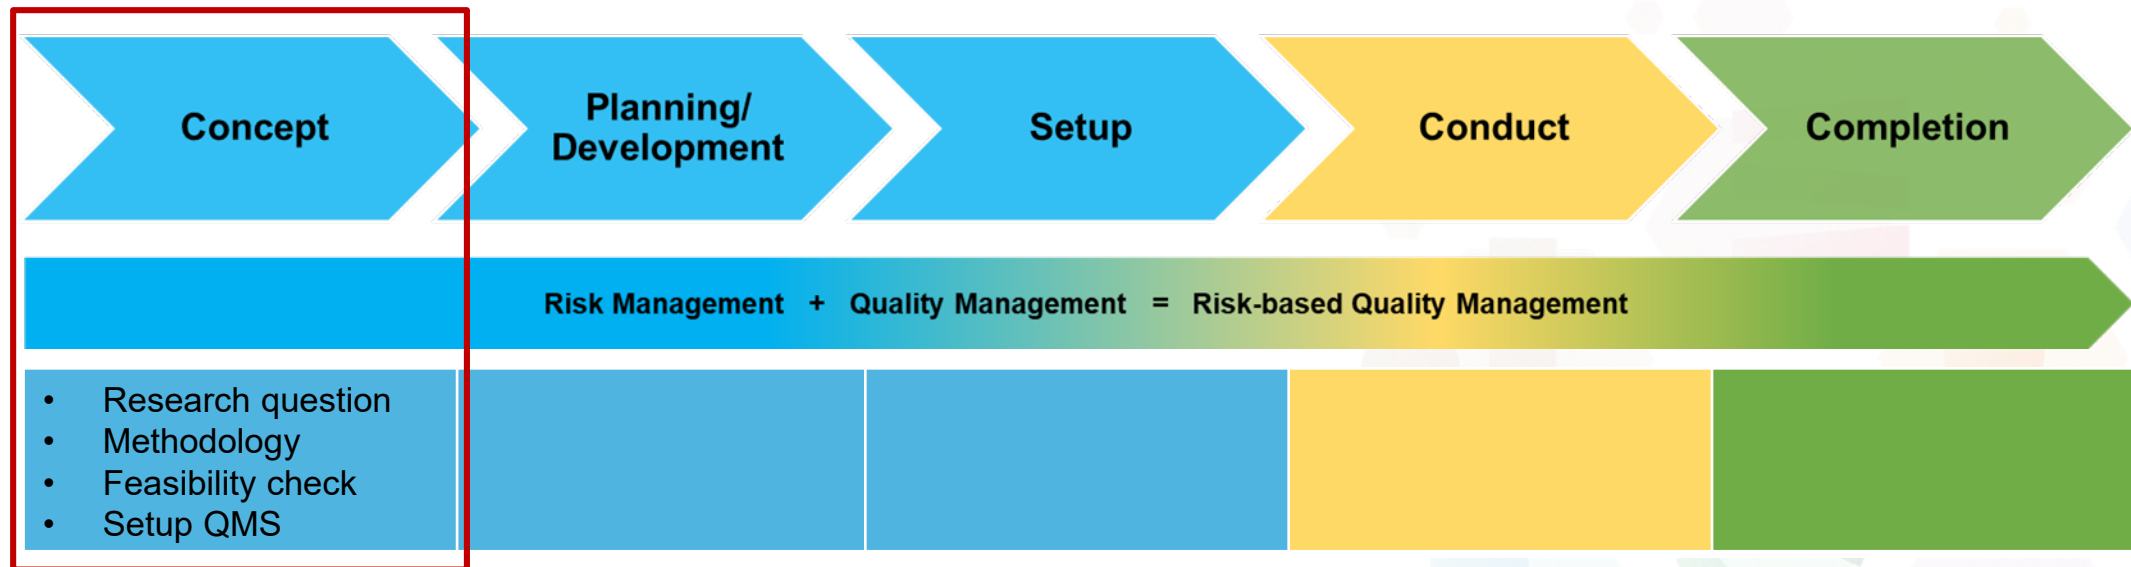 Concept
Planning/
Development
Setup
Conduct
Completion
Risk Management + Quality Management = Risk-based Quality Management
• Research question
• Methodology
• Feasibility check
• Setup QMS